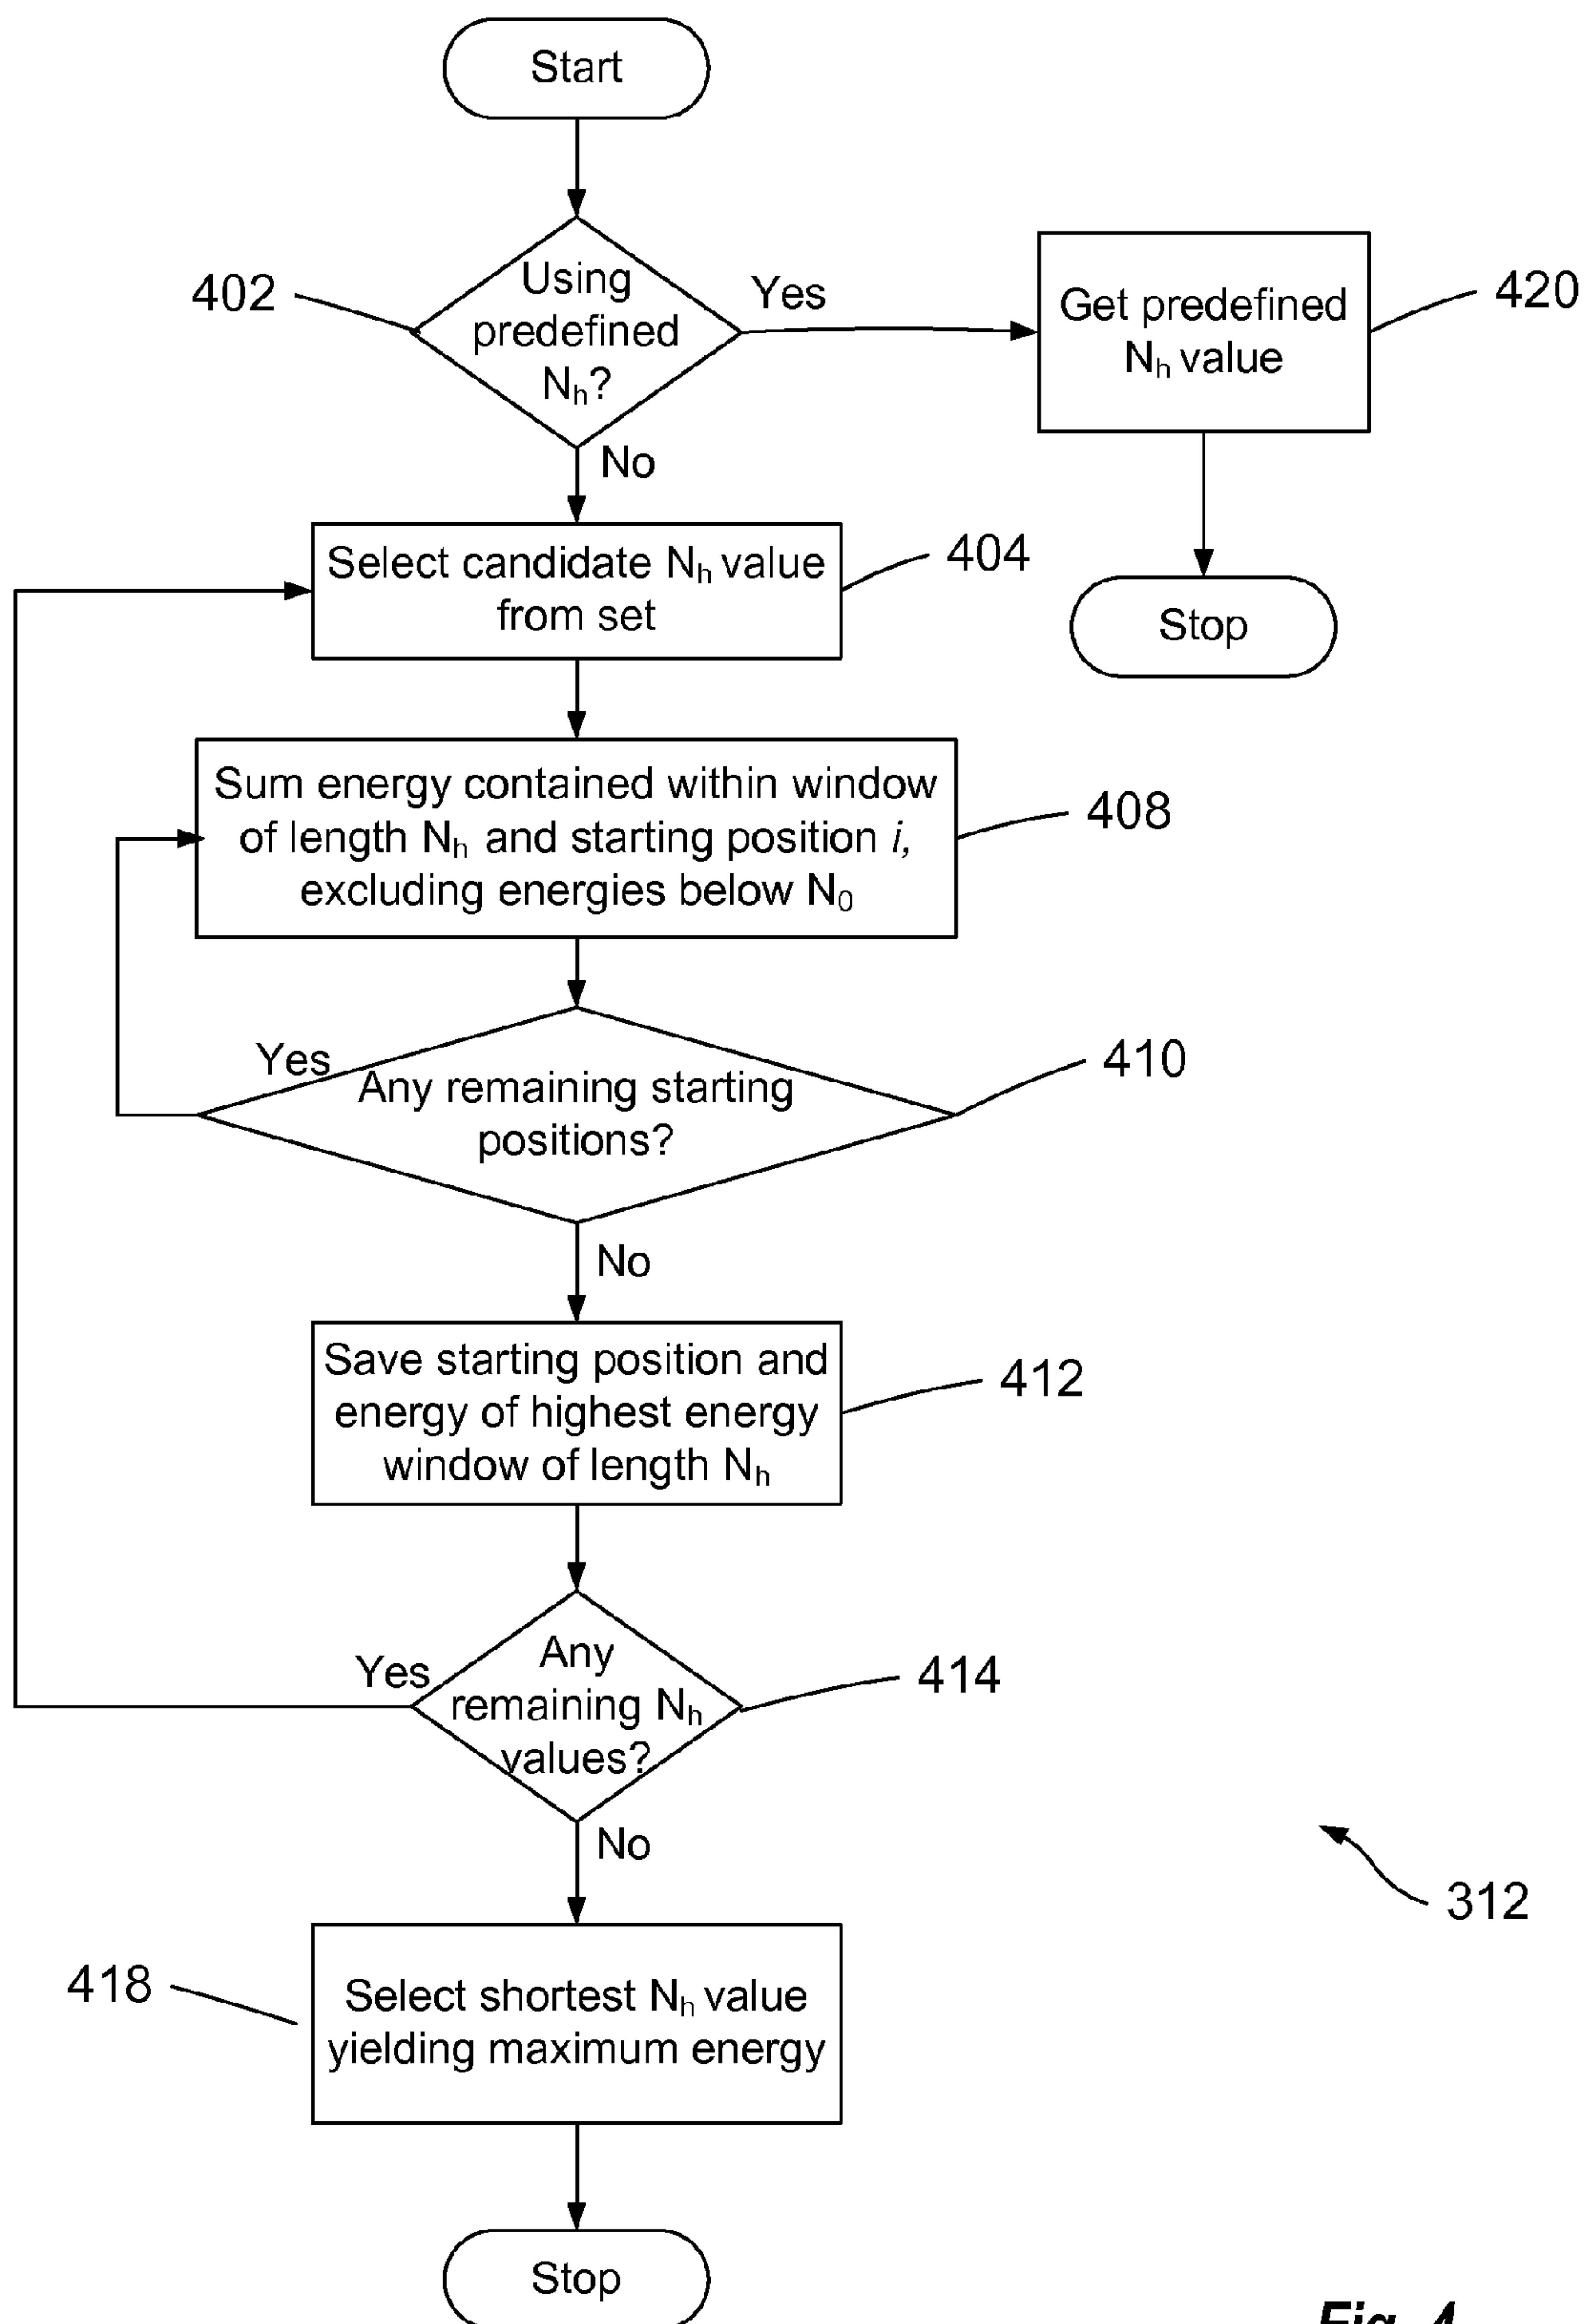 Start
402
Using
predefined
Nₕ?
Yes
Get predefined
Nₕ value
420
No
Select candidate Nₕ value
from set
404
Stop
Sum energy contained within window
of length Nₕ and starting position i,
excluding energies below N₀
408
Yes
Any remaining starting
positions?
410
No
Save starting position and
energy of highest energy
window of length Nₕ
412
Yes
Any
remaining Nₕ
values?
414
No
312
418
Select shortest Nₕ value
yielding maximum energy
Stop
Fig. 4